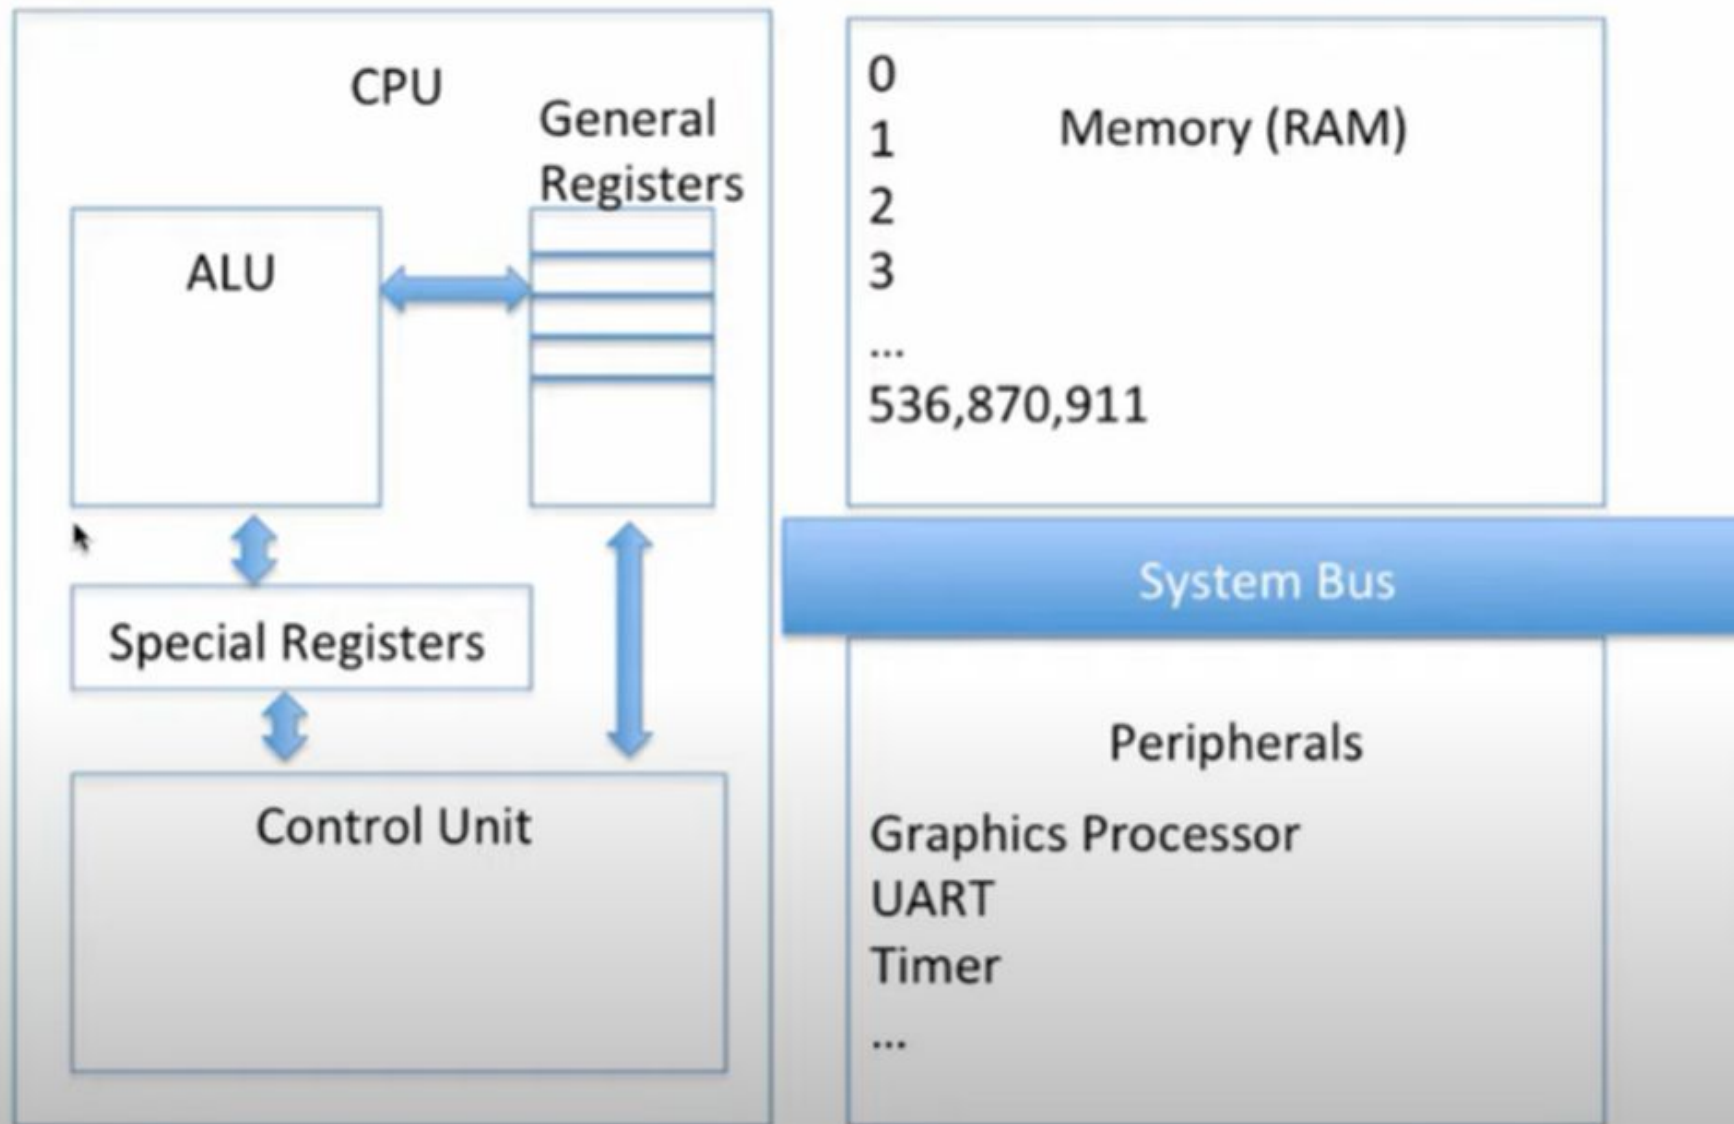 CPU
General
Registers
ALU
Special Registers
Control Unit
0
1
2
3
...
536,870,911
Memory (RAM)
System Bus
Peripherals
Graphics Processor
UART
Timer
...